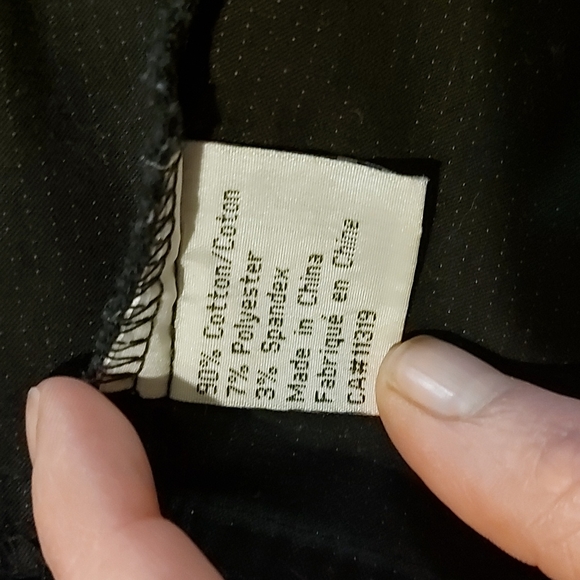 90% Cotton/Coton
7% Polyester
3% Spandex
Made in China
Fabriqué en Chine
CA#11319